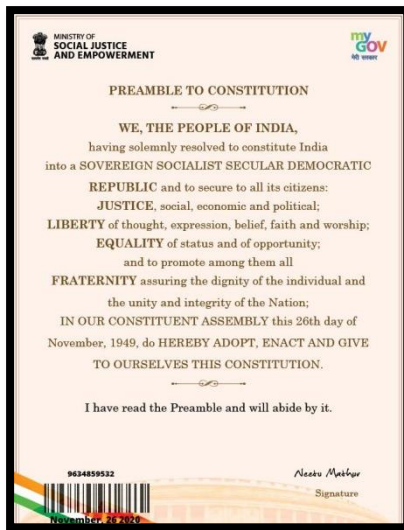 MINISTRY OF
SOCIAL JUSTICE
AND EMPOWERMENT
my
GOV
मेरी सरकार
PREAMBLE TO CONSTITUTION
WE, THE PEOPLE OF INDIA,
having solemnly resolved to constitute India
into a SOVEREIGN SOCIALIST SECULAR DEMOCRATIC
REPUBLIC and to secure to all its citizens:
JUSTICE, social, economic and political;
LIBERTY of thought, expression, belief, faith and worship;
EQUALITY of status and of opportunity;
and to promote among them all
FRATERNITY assuring the dignity of the individual and
the unity and integrity of the Nation;
IN OUR CONSTITUENT ASSEMBLY this 26th day of
November, 1949, do HEREBY ADOPT, ENACT AND GIVE
TO OURSELVES THIS CONSTITUTION.
I have read the Preamble and will abide by it.
9634859532
Neetu Mathur
Signature
November, 26 2020